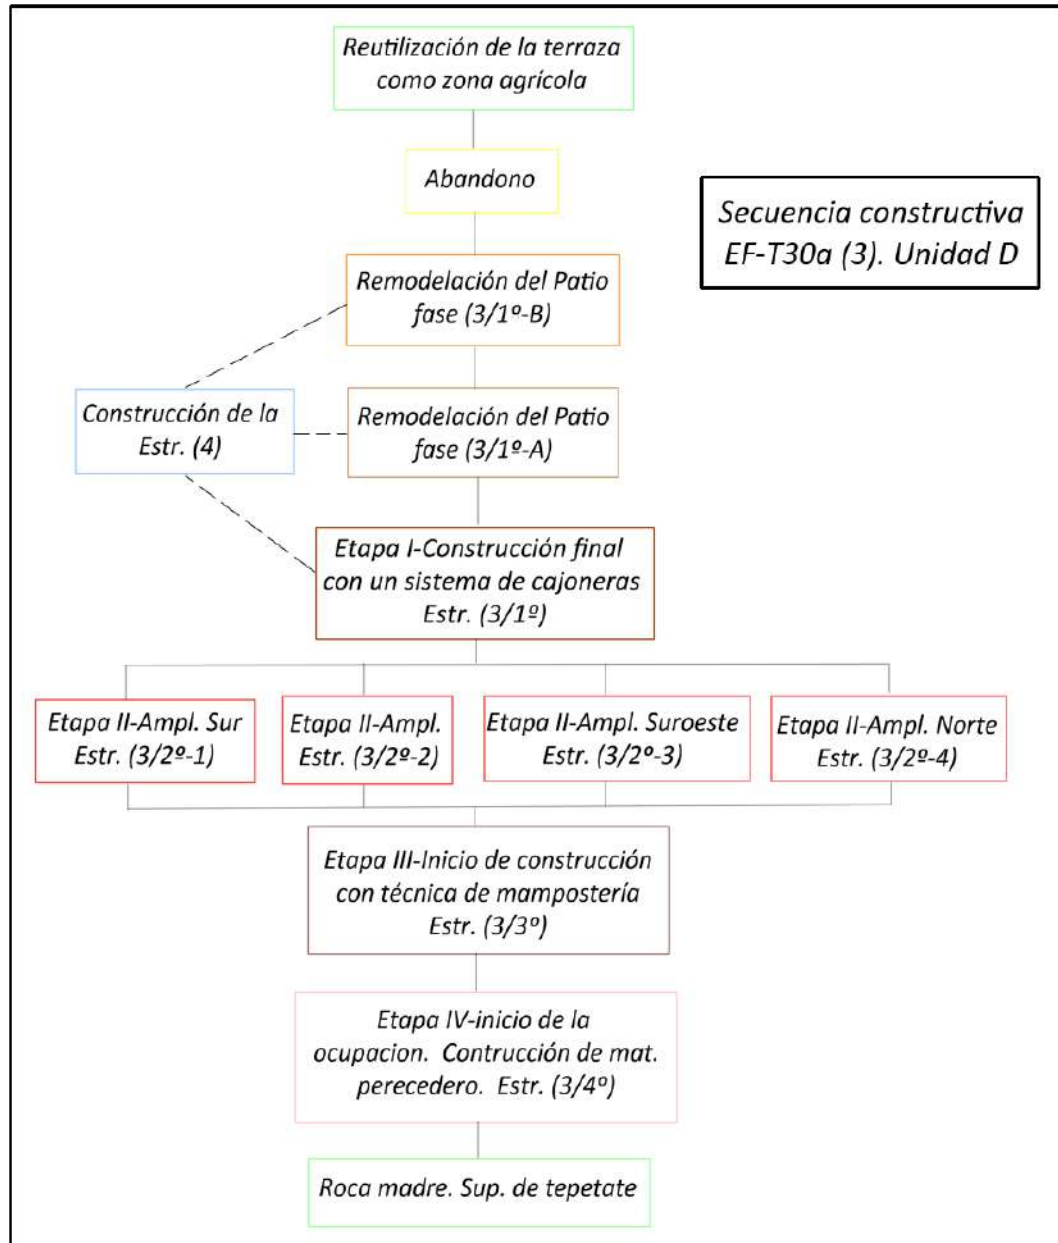 Reutilización de la terraza
como zona agrícola
Abandono
Secuencia constructiva
EF-T30a (3). Unidad D
Remodelación del Patio
fase (3/1º-B)
Construcción de la
Estr. (4)
Remodelación del Patio
fase (3/1º-A)
Etapa I-Construcción final
con un sistema de cajoneras
Estr. (3/1º)
Etapa II-Ampl. Sur
Estr. (3/2º-1)
Etapa II-Ampl.
Estr. (3/2º-2)
Etapa II-Ampl. Suroeste
Estr. (3/2º-3)
Etapa II-Ampl. Norte
Estr. (3/2º-4)
Etapa III-Inicio de construcción
con técnica de mampostería
Estr. (3/3º)
Etapa IV-inicio de la
ocupacion. Contrucción de mat.
perecedero. Estr. (3/4º)
Roca madre. Sup. de tepetate